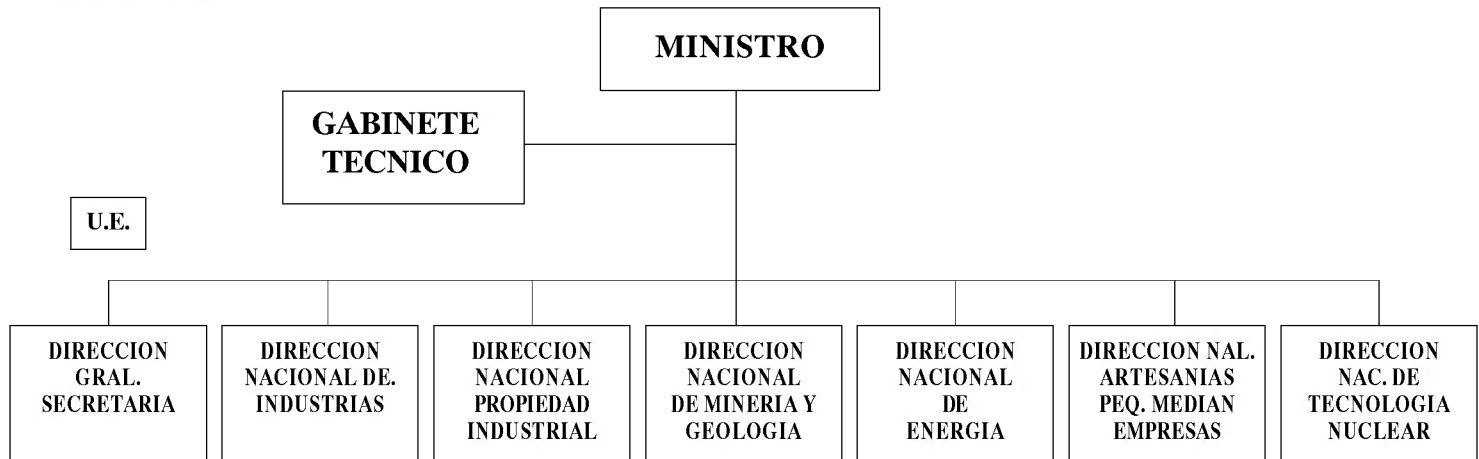 MINISTRO
GABINETE
TECNICO
U.E.
DIRECCION
GRAL.
SECRETARIA
DIRECCION
NACIONAL DE.
INDUSTRIAS
DIRECCION
NACIONAL
PROPIEDAD
INDUSTRIAL
DIRECCION
NACIONAL
DE MINERIA Y
GEOLOGIA
DIRECCION
NACIONAL
DE
ENERGIA
DIRECCION NAL.
ARTESANIAS
PEQ. MEDIAN
EMPRESAS
DIRECCION
NAC. DE
TECNOLOGIA
NUCLEAR